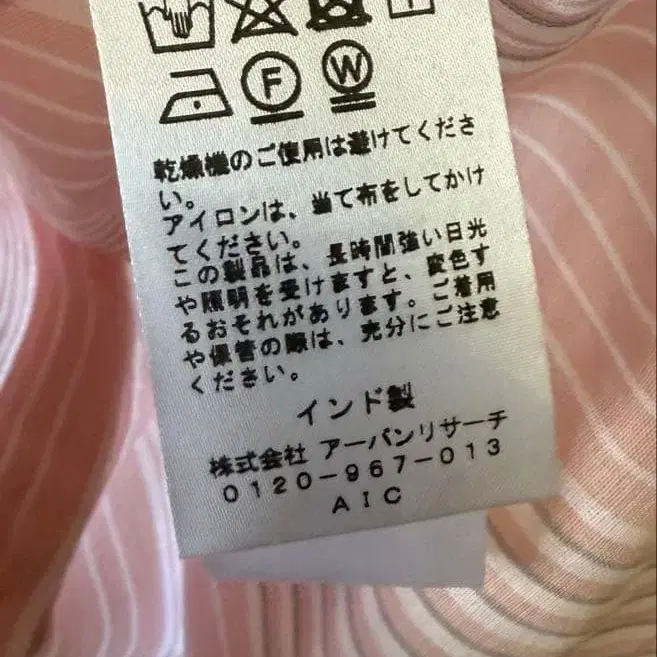 F W
乾燥機のご使用は避けてくださ
い。
アイロンは、当て布をしてかけ
てください。
この製品は、長時間強い日光
や照明を受けますと、変色す
るおそれがあります。ご着用
や保管の際は、充分にご注意
ください。
インド製
株式会社 アーバンリサーチ
0120-967-013
AIC